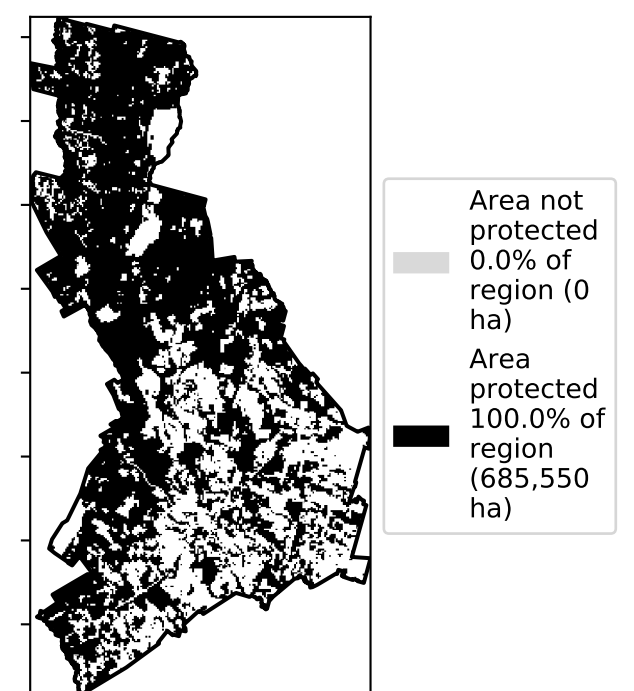 Area not
protected
0.0% of
region (0
ha)
Area
protected
100.0% of
region
(685,550
ha)